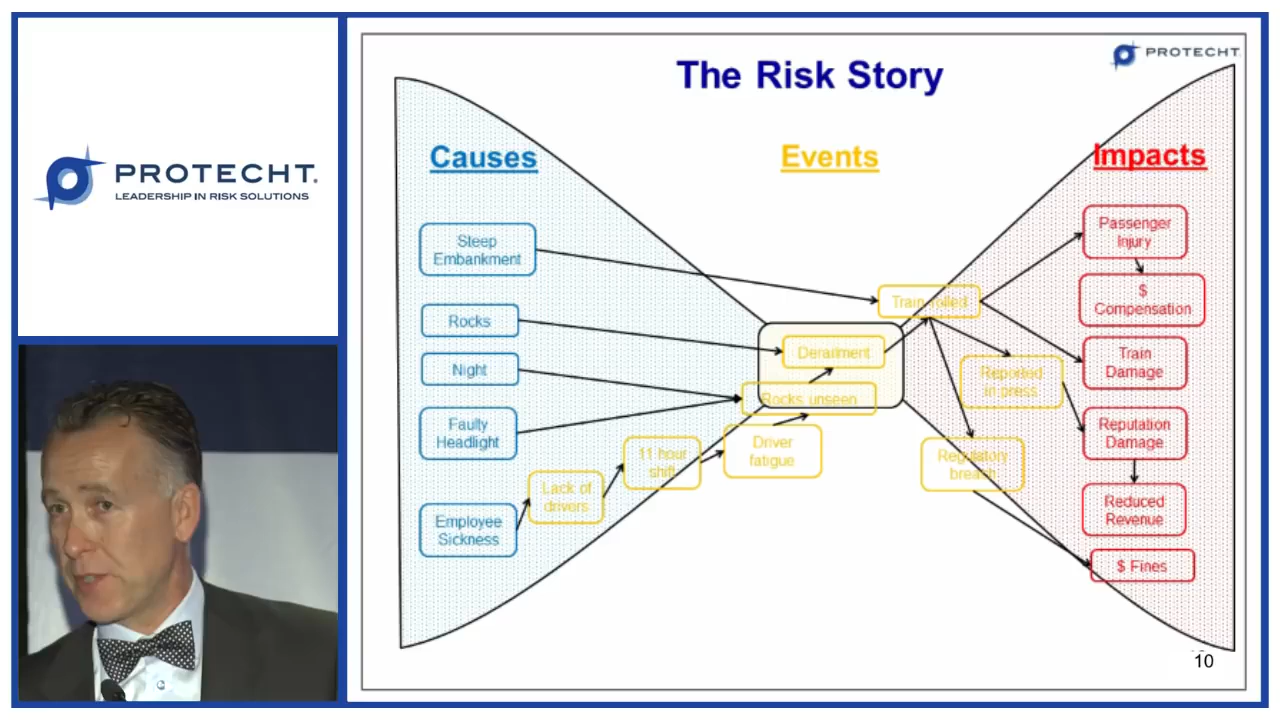 PROTECHT.
LEADERSHIP IN RISK SOLUTIONS
PROTECHT.
The Risk Story
Causes
Events
Impacts
Steep
Embankment
Rocks
Night
Faulty
Headlight
Employee
Sickness
Lack of
drivers
11 hour
shift
Driver
fatigue
Rocks unseen
Derailment
Train rolled
Reported
in press
Regulatory
breach
Passenger
Injury
$
Compensation
Train
Damage
Reputation
Damage
Reduced
Revenue
$ Fines
10